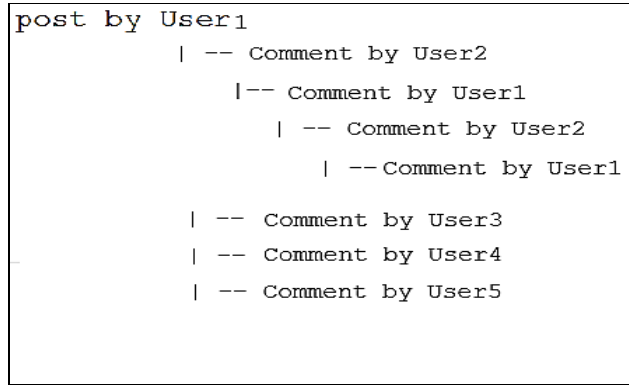 post by User1
| -- Comment by User2
|-- Comment by User1
| -- Comment by User2
| -- Comment by User1
| -- Comment by User3
| -- Comment by User4
| -- Comment by User5